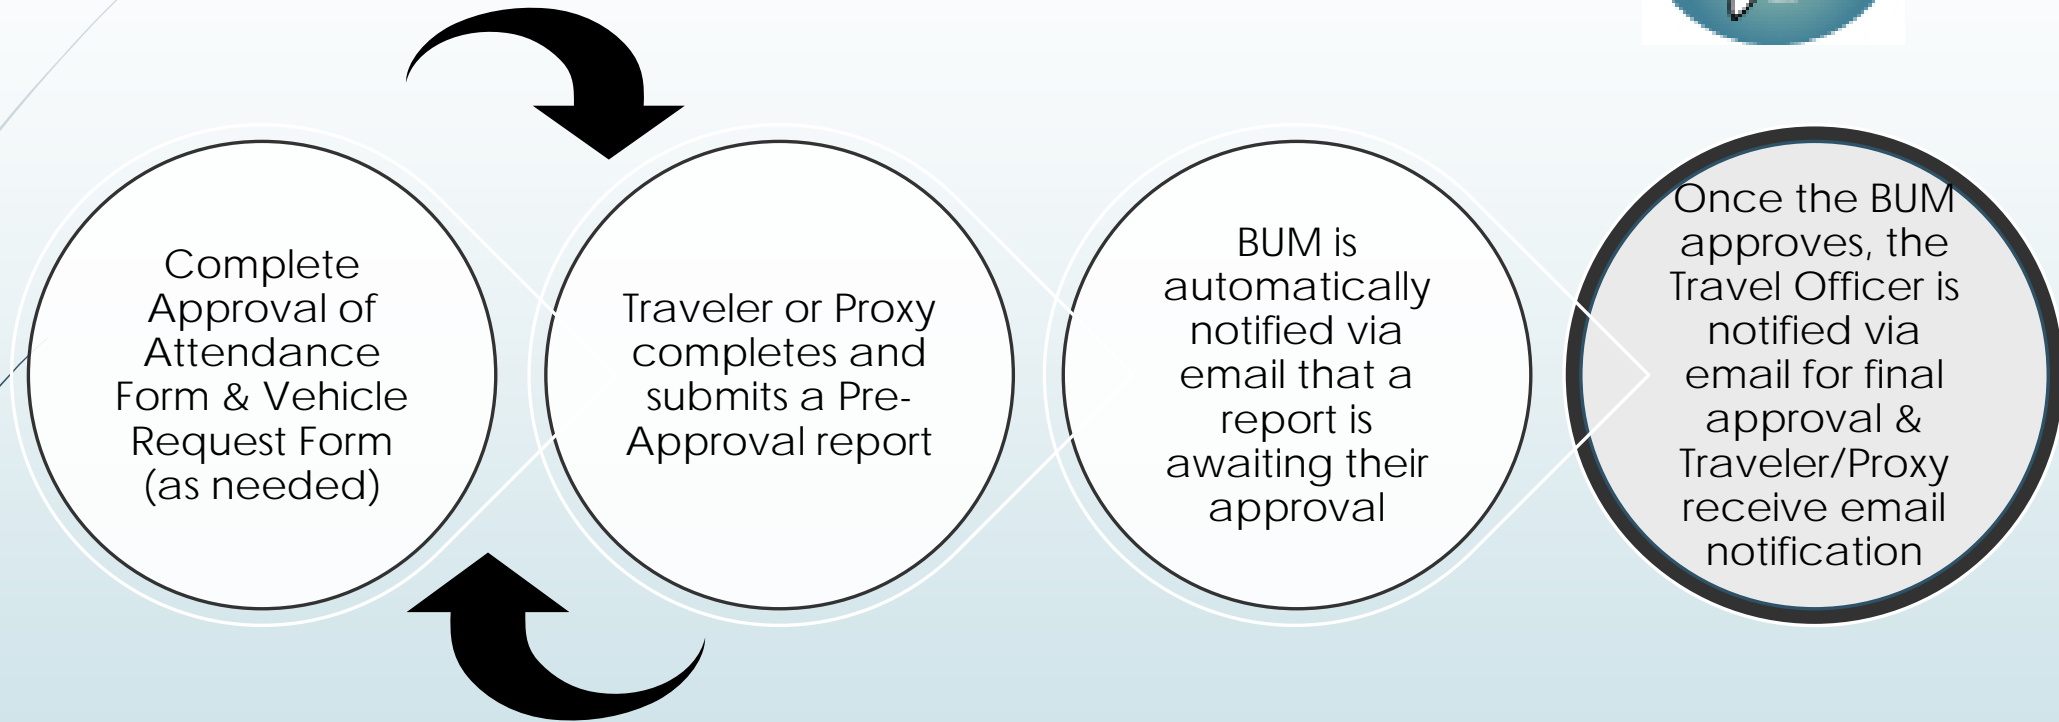 Complete
Approval of
Attendance
Form & Vehicle
Request Form
(as needed)
Traveler or Proxy
completes and
submits a Pre-
Approval report
BUM is
automatically
notified via
email that a
report is
awaiting their
approval
Once the BUM
approves, the
Travel Officer is
notified via
email for final
approval &
Traveler/Proxy
receive email
notification